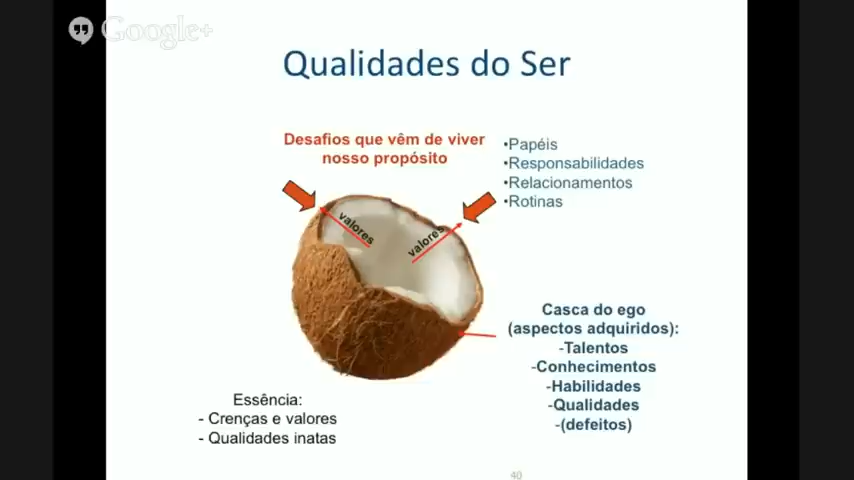 Google+
Qualidades do Ser
Desafios que vêm de viver
nosso propósito
•Papéis
•Responsabilidades
•Relacionamentos
•Rotinas
valores
valores
Casca do ego
(aspectos adquiridos):
-Talentos
-Conhecimentos
-Habilidades
-Qualidades
-(defeitos)
Essência:
- Crenças e valores
- Qualidades inatas
40